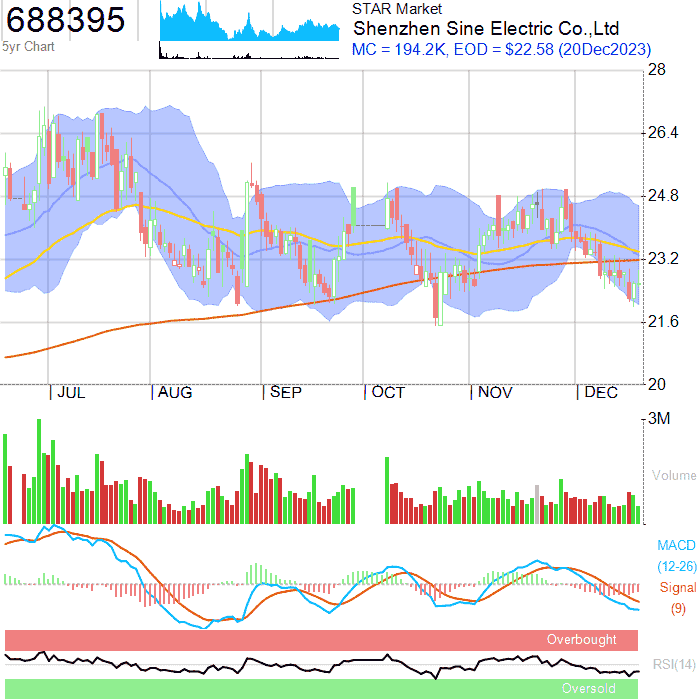 688395
5yr Chart
STAR Market
Shenzhen Sine Electric Co.,Ltd
MC = 194.2K, EOD = $22.58 (20Dec2023)
28
26.4
24.8
23.2
21.6
20
JUL
AUG
SEP
OCT
NOV
DEC
3M
Volume
MACD
(12-26)
Signal
(9)
Overbought
RSI(14)
Oversold